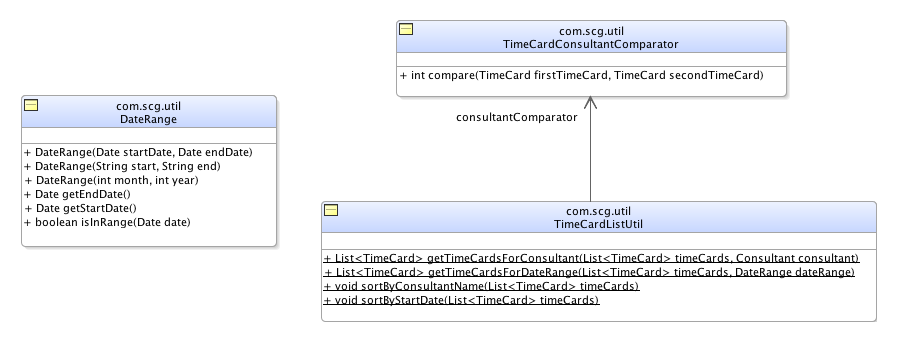 com.scg.util
TimeCardConsultantComparator
+ int compare(TimeCard firstTimeCard, TimeCard secondTimeCard)
com.scg.util
DateRange
+ DateRange(Date startDate, Date endDate)
+ DateRange(String start, String end)
+ DateRange(int month, int year)
+ Date getEndDate()
+ Date getStartDate()
+ boolean isInRange(Date date)
consultantComparator
com.scg.util
TimeCardListUtil
+ List<TimeCard> getTimeCardsForConsultant(List<TimeCard> timeCards, Consultant consultant)
+ List<TimeCard> getTimeCardsForDateRange(List<TimeCard> timeCards, DateRange dateRange)
+ void sortByConsultantName(List<TimeCard> timeCards)
+ void sortByStartDate(List<TimeCard> timeCards)